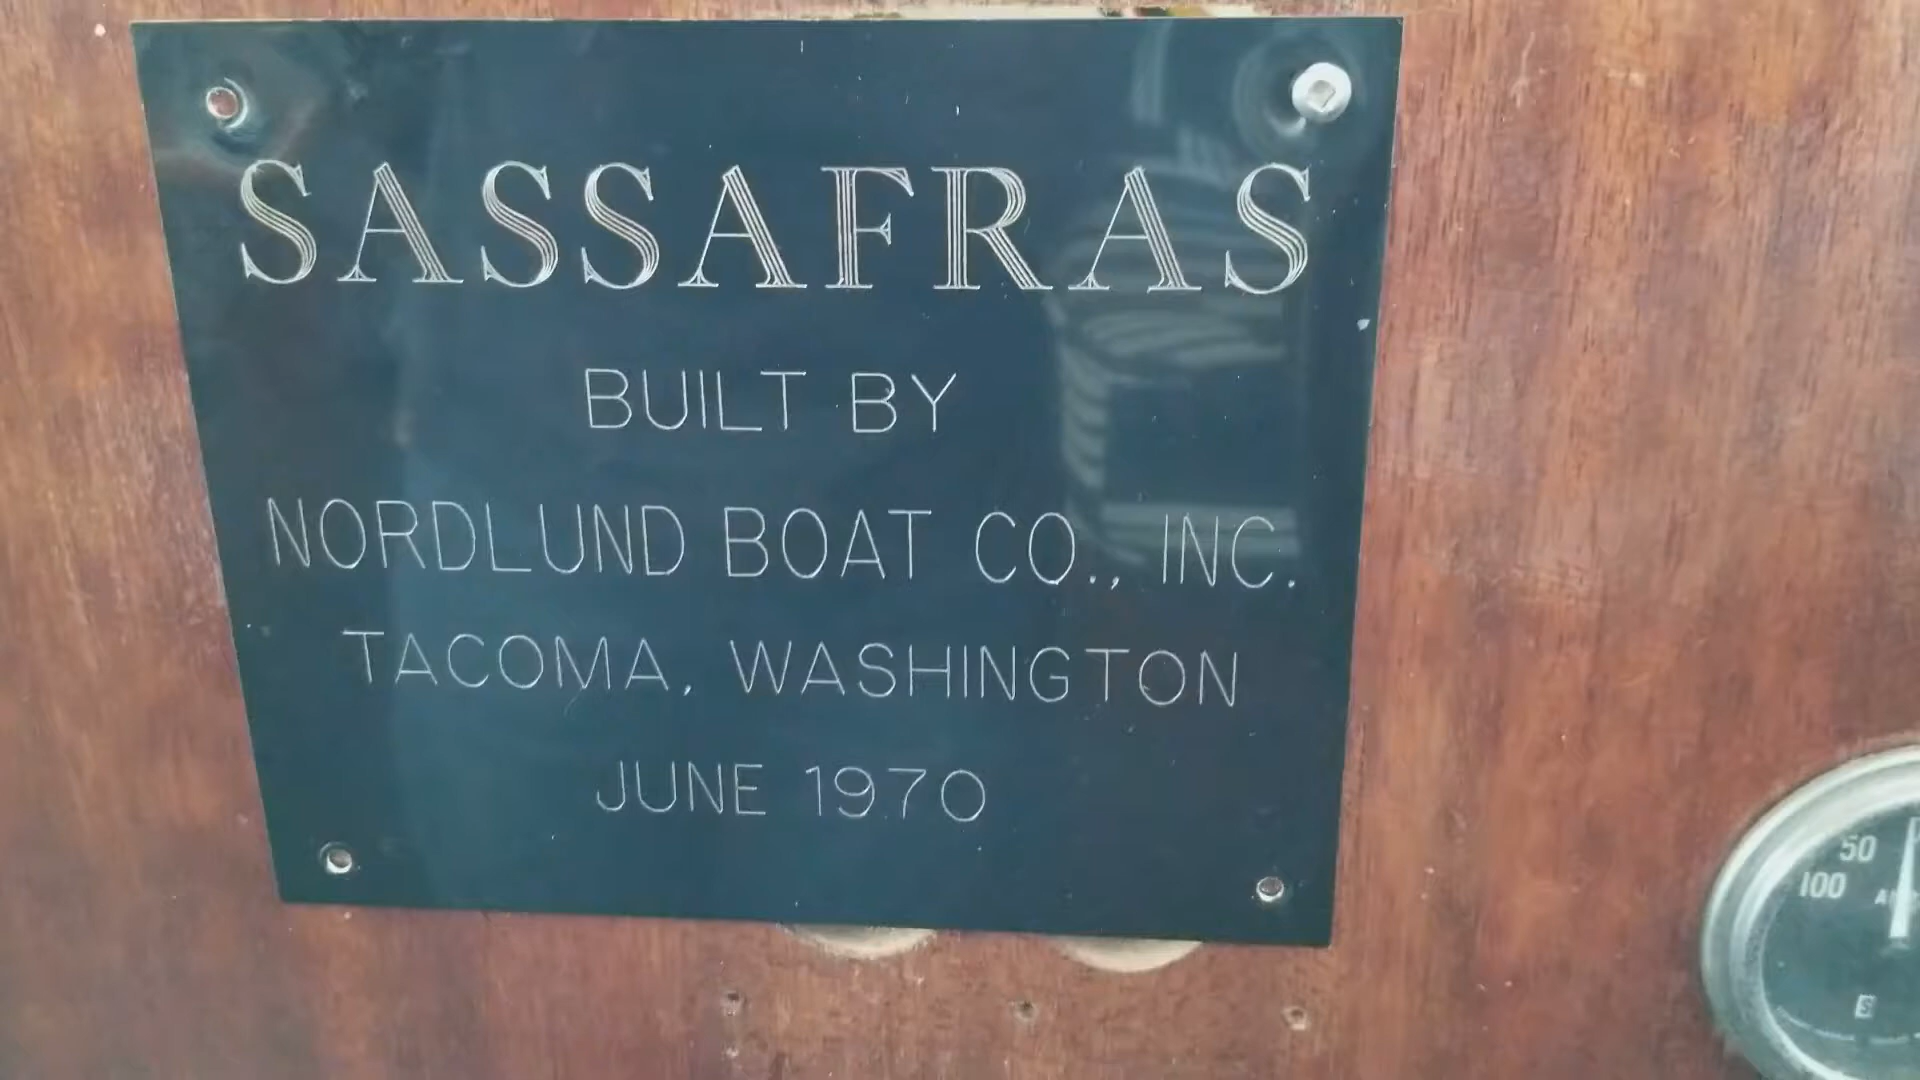 SASSAFRAS
BUILT BY
NORDLUND BOAT CO., INC.
TACOMA, WASHINGTON
JUNE 1970
50
100